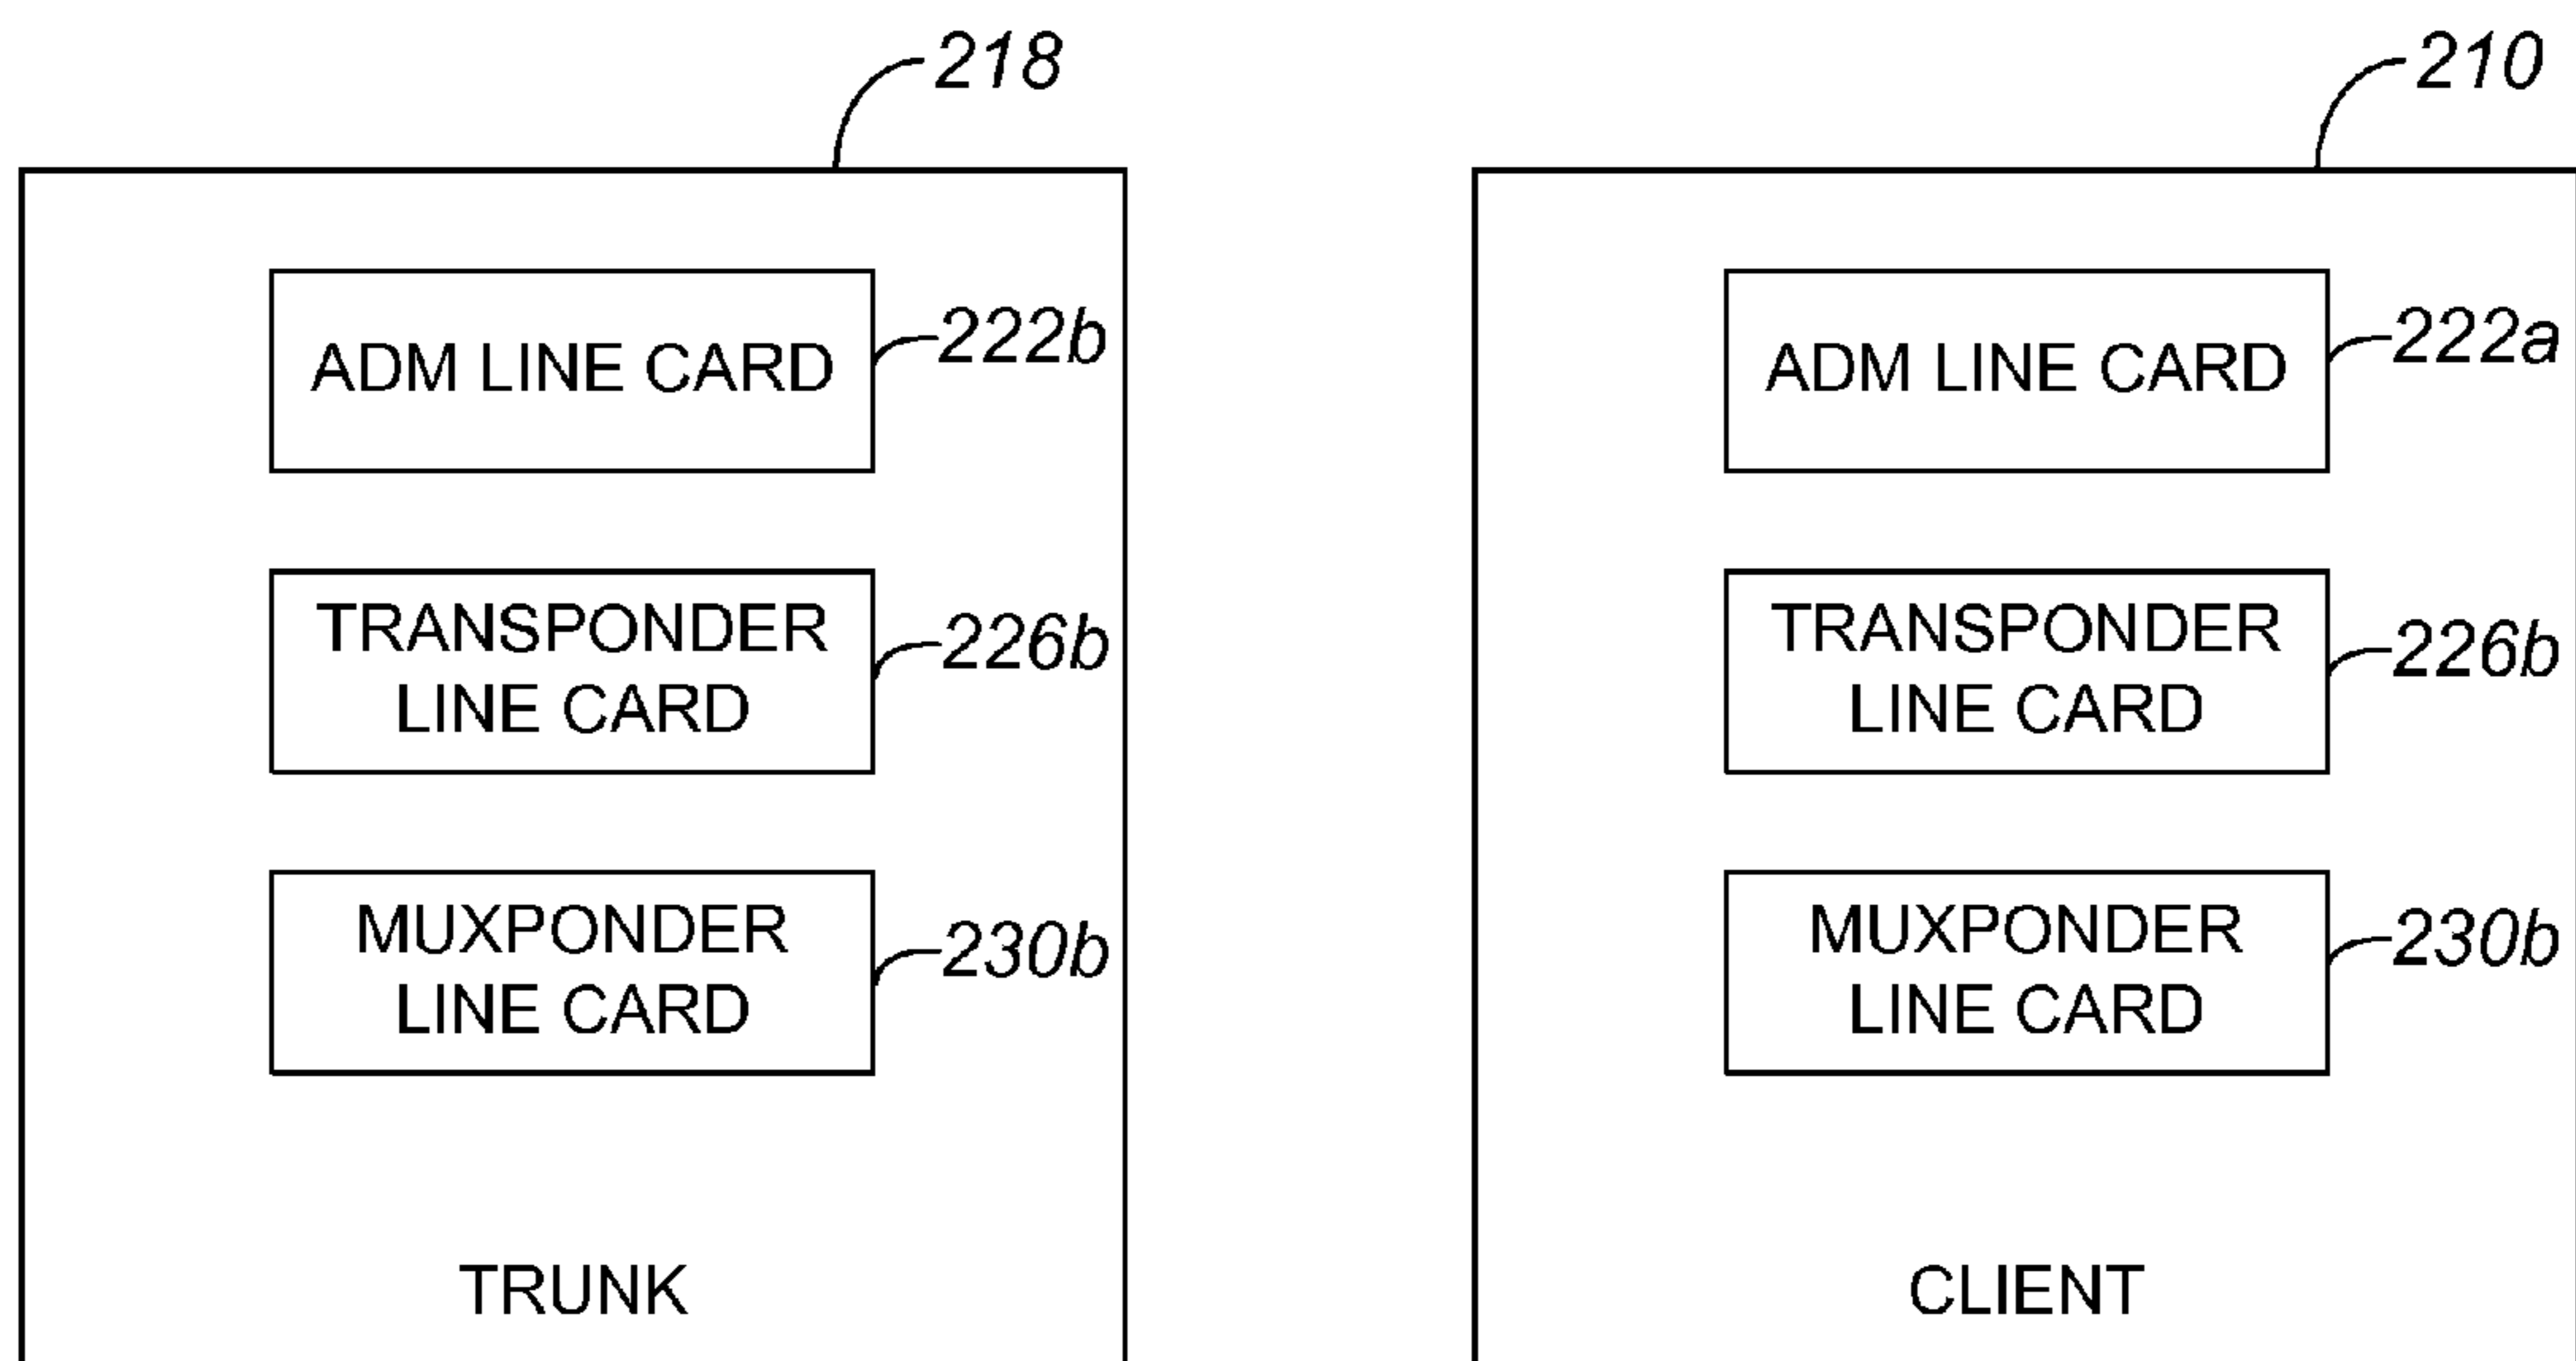 218
ADM LINE CARD
222b
TRANSPONDER
LINE CARD
226b
MUXPONDER
LINE CARD
230b
TRUNK
210
ADM LINE CARD
222a
TRANSPONDER
LINE CARD
226b
MUXPONDER
LINE CARD
230b
CLIENT